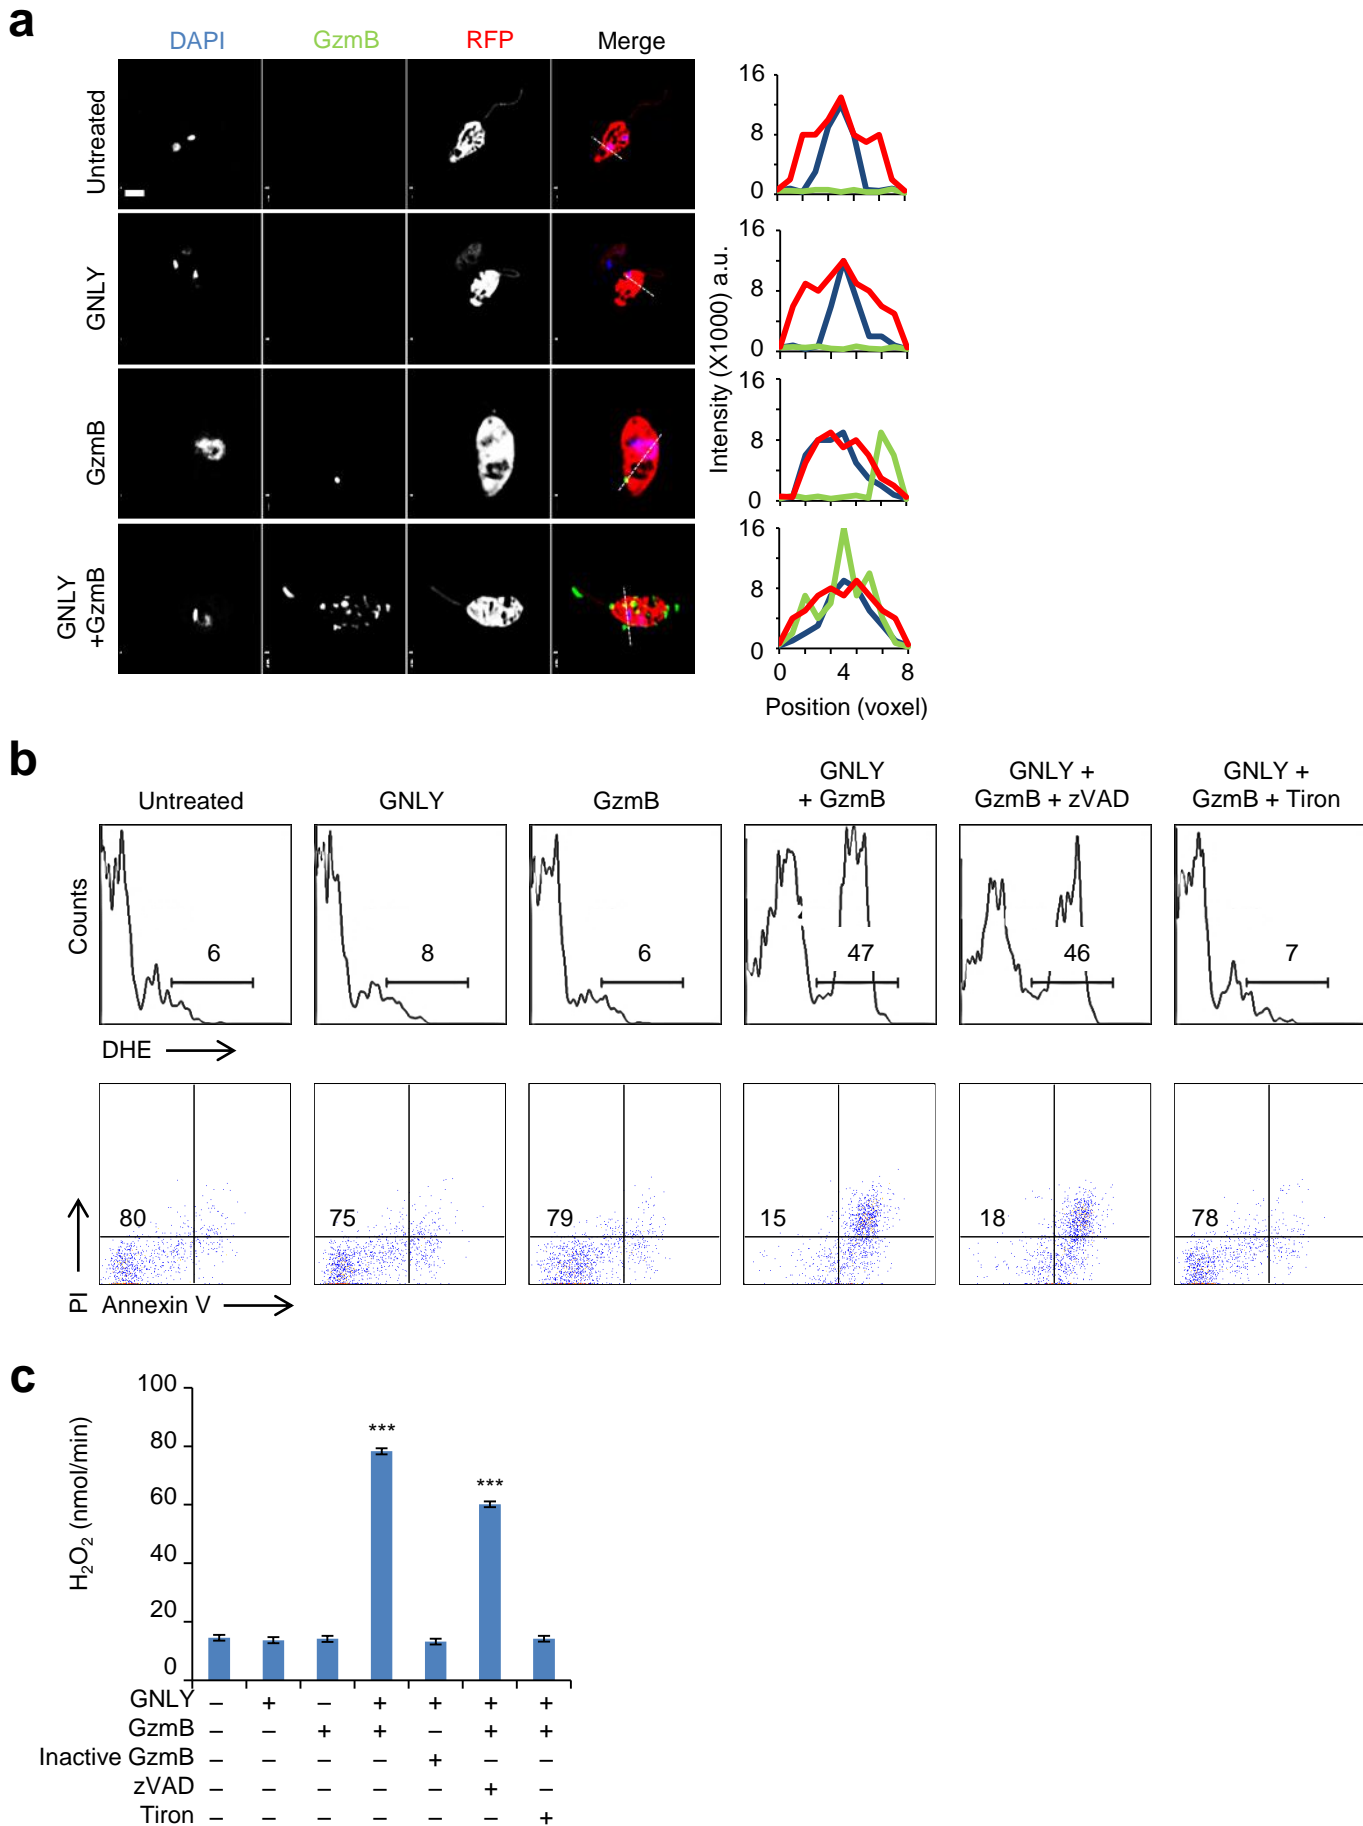 a
DAPI GzmB RFP Merge
Untreated
GNLY
GzmB
GNLY
+GzmB
Intensity (X1000) a.u.
16
8
0
16
8
0
16
8
0
16
8
0
0 4 8
Position (voxel)
b
Untreated
GNLY
GzmB
GNLY
+ GzmB
GNLY +
GzmB + zVAD
GNLY +
GzmB + Tiron
Counts
6 8 6 47 46 7
DHE
80 75 79 15 18 78
PI
Annexin V
c
H2O2 (nmol/min)
100
80
60
40
20
0
***
***
GNLY – + – + + + +
GzmB – – + + – + +
Inactive GzmB – – – – + – –
zVAD – – – – – + –
Tiron – – – – – – +